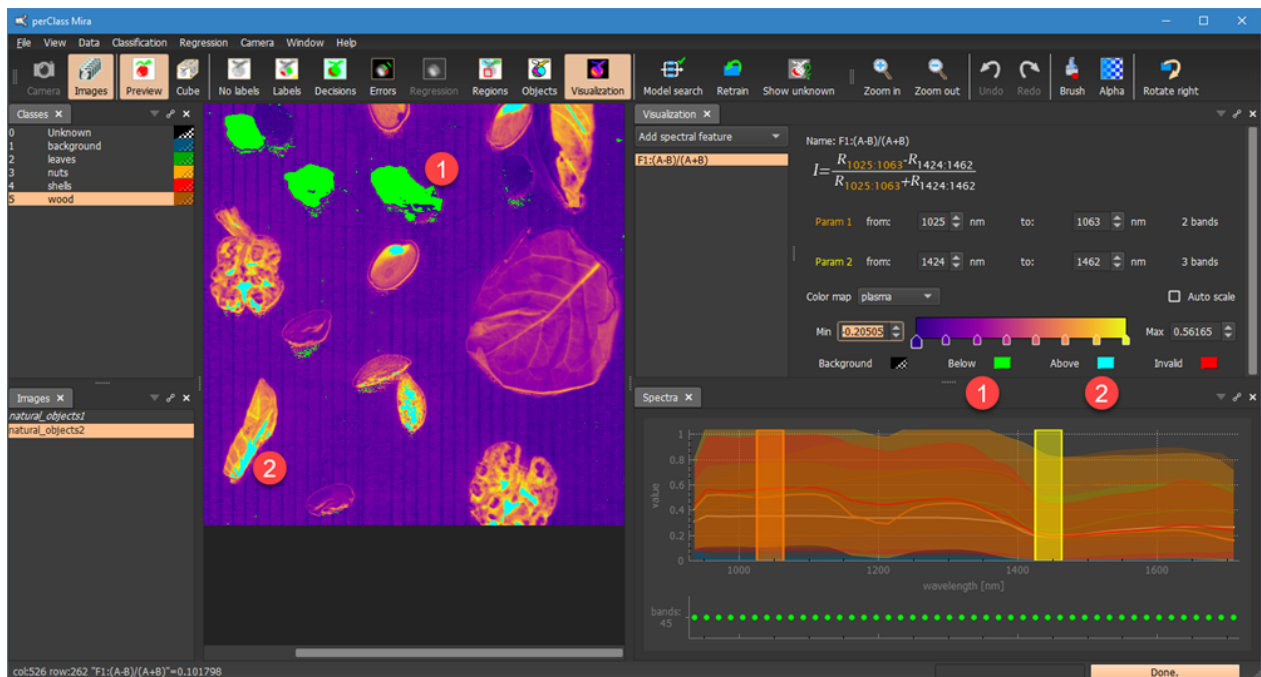 perClass Mira
File View Data Classification Regression Camera Window Help
Camera Images Preview Cube No labels Labels Decisions Errors Regression Regions Objects Visualization Model search Retrain Show unknown Zoom in Zoom out Undo Redo Brush Alpha Rotate right
Classes
0 Unknown
1 background
2 leaves
3 nuts
4 shells
5 wood
Images
natural_objects1
natural_objects2
1
2
Visualization
Add spectral feature
F1:(A-B)/(A+B)
Name: F1:(A-B)/(A+B)
I= R1025:1063-R1424:1462
R1025:1063+R1424:1462
Param 1 from: 1025 nm to: 1063 nm 2 bands
Param 2 from: 1424 nm to: 1462 nm 3 bands
Color map plasma Auto scale
Min -0.20505 Max 0.56165
Background Below Above Invalid
1 2
Spectra
1
0.8
0.6
0.4
0.2
0
value
1000 1200 1400 1600
wavelength [nm]
bands:
45
col:526 row:262 "F1:(A-B)/(A+B)"=0.101798
Done.